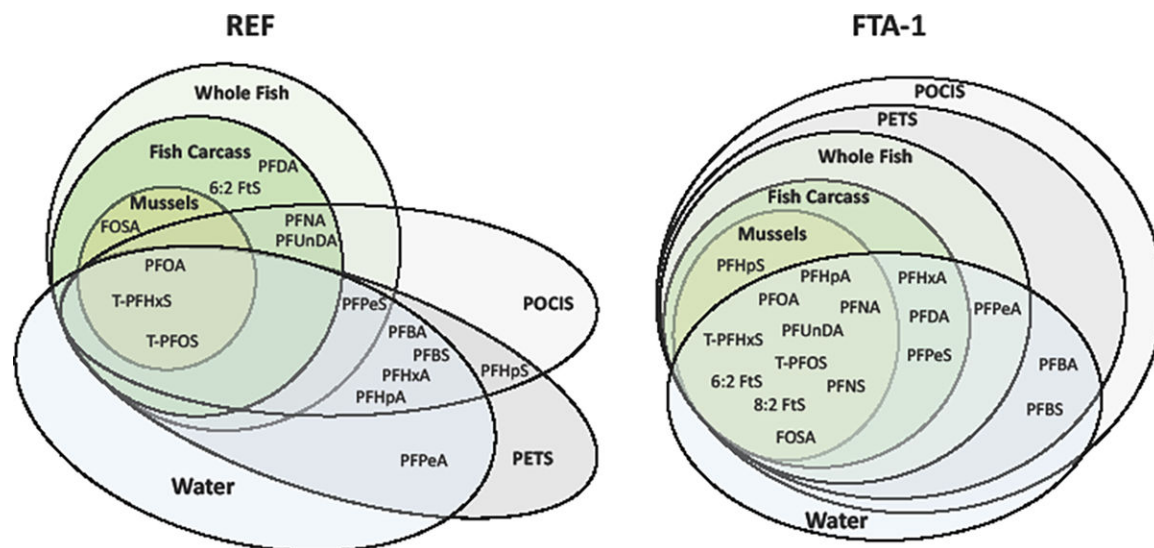 REF
Whole Fish
Fish Carcass
PFDA
6:2 FtS
Mussels
FOSA
PFNA
PFUnDA
PFOA
T-PFHxS
T-PFOS
PFPeS
POCIS
PFBA
PFBS
PFHxA
PFHpS
PFHpA
PFPeA
PETS
Water
FTA-1
POCIS
PETS
Whole Fish
Fish Carcass
Mussels
PFHpS
PFHpA
PFHxA
PFOA
PFNA
PFDA
PFPeA
T-PFHxS
PFUnDA
PFPeS
T-PFOS
PFBA
6:2 FtS
PFNS
8:2 FtS
PFBS
FOSA
Water